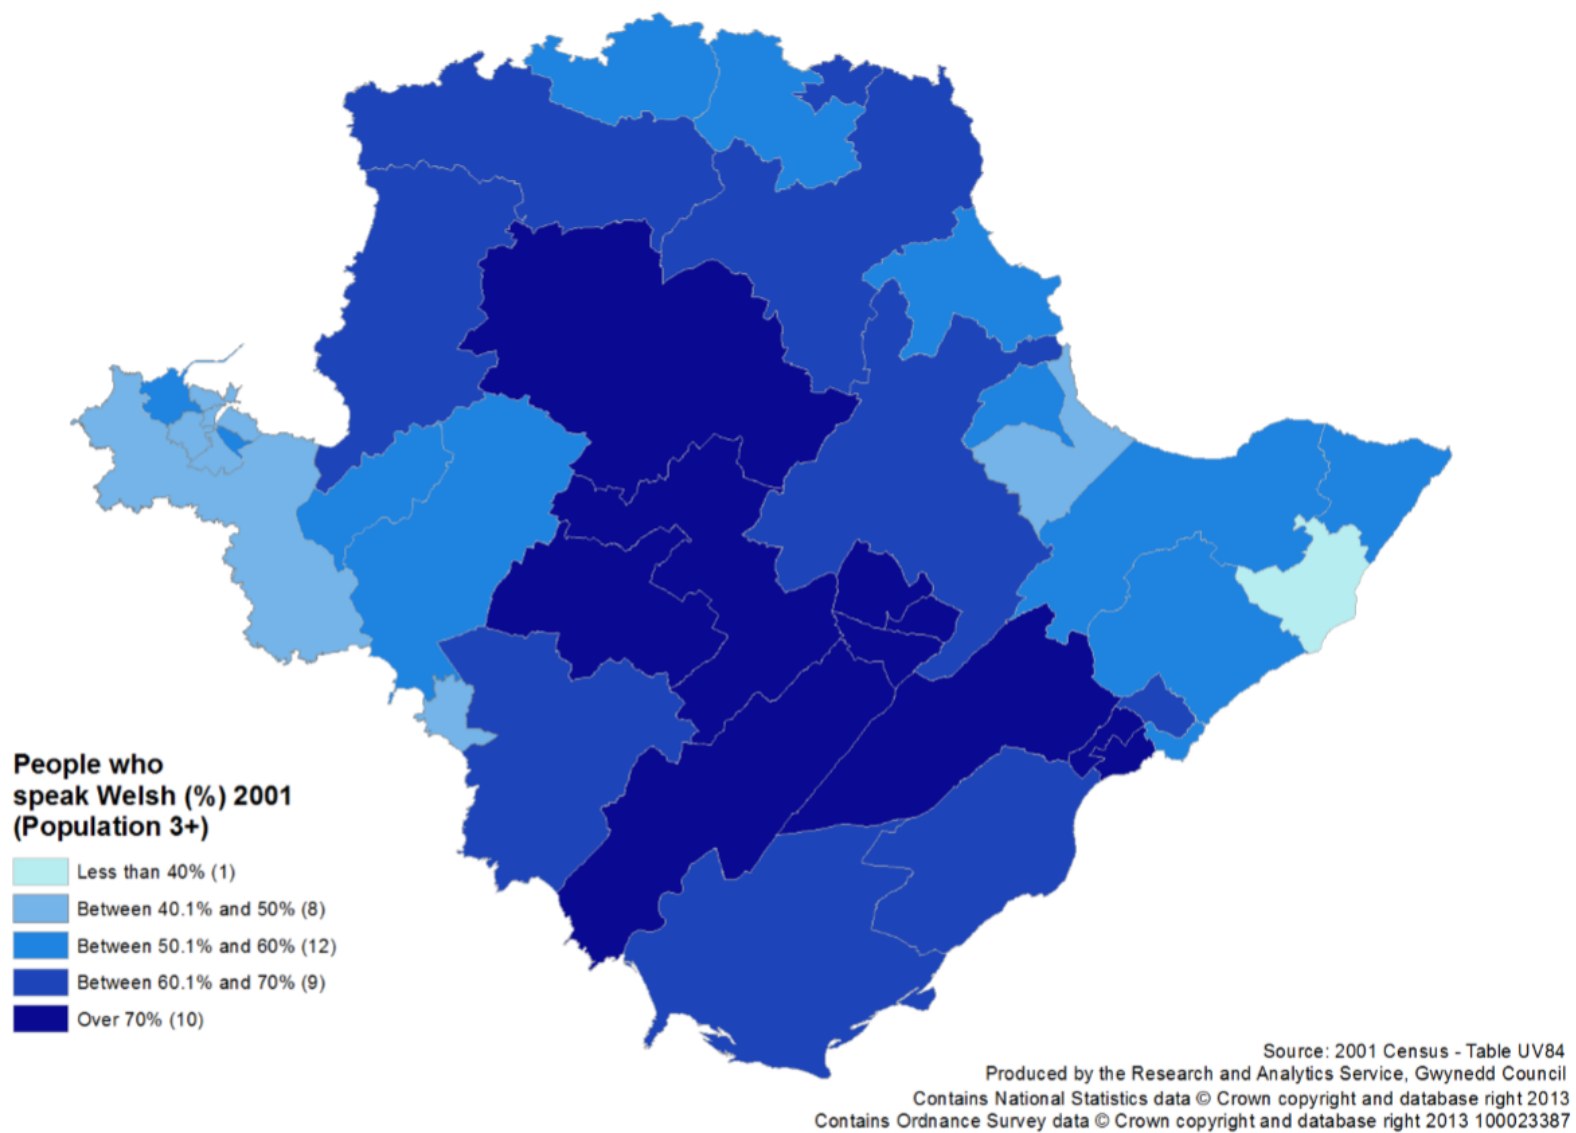 People who
speak Welsh (%) 2001
(Population 3+)
Less than 40% (1)
Between 40.1% and 50% (8)
Between 50.1% and 60% (12)
Between 60.1% and 70% (9)
Over 70% (10)
Source: 2001 Census - Table UV84
Produced by the Research and Analytics Service, Gwynedd Council
Contains National Statistics data © Crown copyright and database right 2013
Contains Ordnance Survey data © Crown copyright and database right 2013 100023387